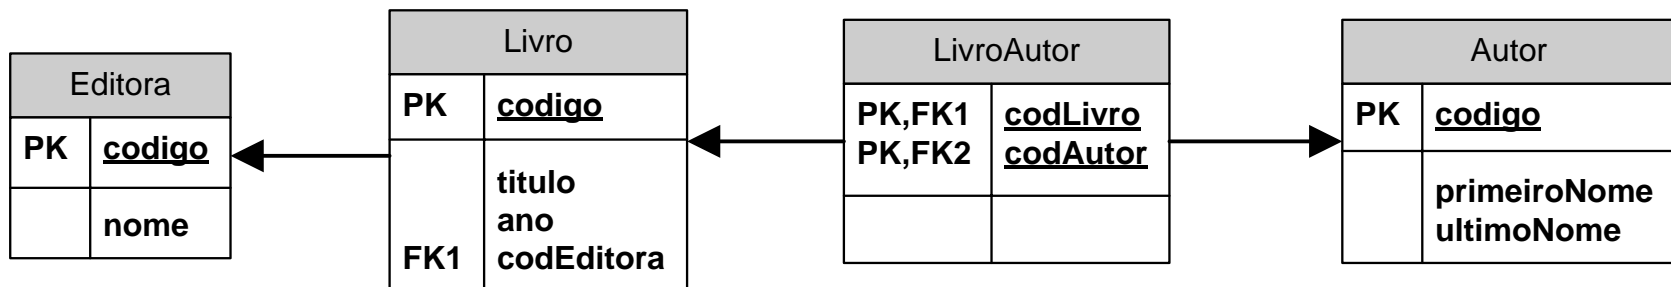 Editora
PK codigo
nome
Livro
PK codigo
titulo
ano
FK1 codEditora
LivroAutor
PK,FK1 codLivro
PK,FK2 codAutor
Autor
PK codigo
primeiroNome
ultimoNome